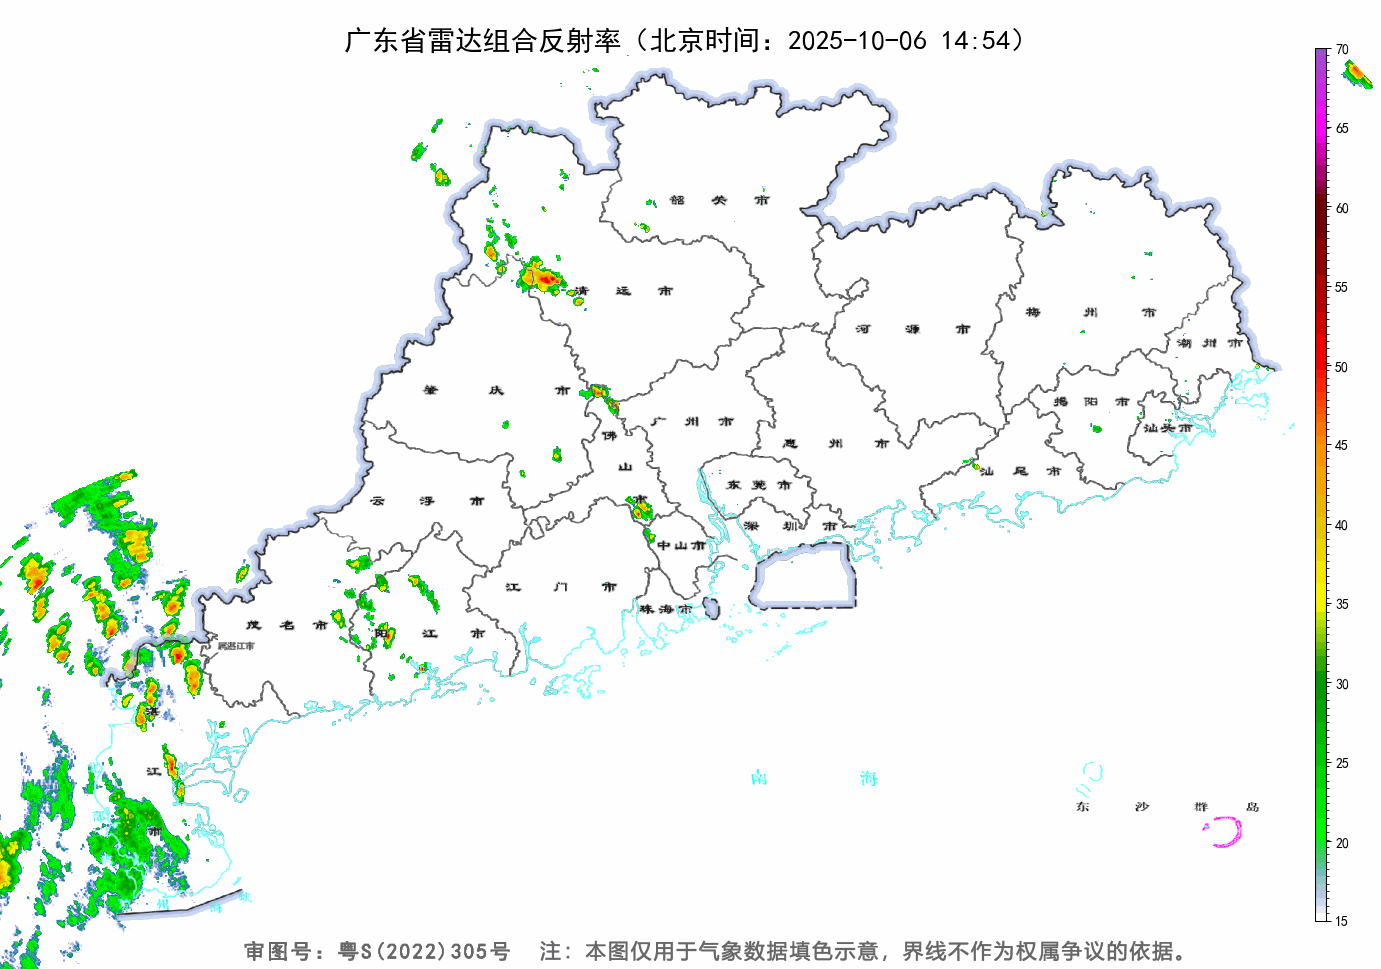 广东省雷达组合反射率（北京时间：2025-10-06 14:54）
70
65
60
55
50
45
40
35
30
25
20
15
韶关市
清远市
河源市
梅州市
潮州市
肇庆市
广州市
揭阳市
汕头市
佛山市
惠州市
汕尾市
云浮市
东莞市
深圳市
中山市
江门市
珠海市
茂名市
阳江市
属湛江市
湛江市
南海
东沙群岛
州海峡
审图号：粤S(2022)305号 注：本图仅用于气象数据填色示意，界线不作为权属争议的依据。